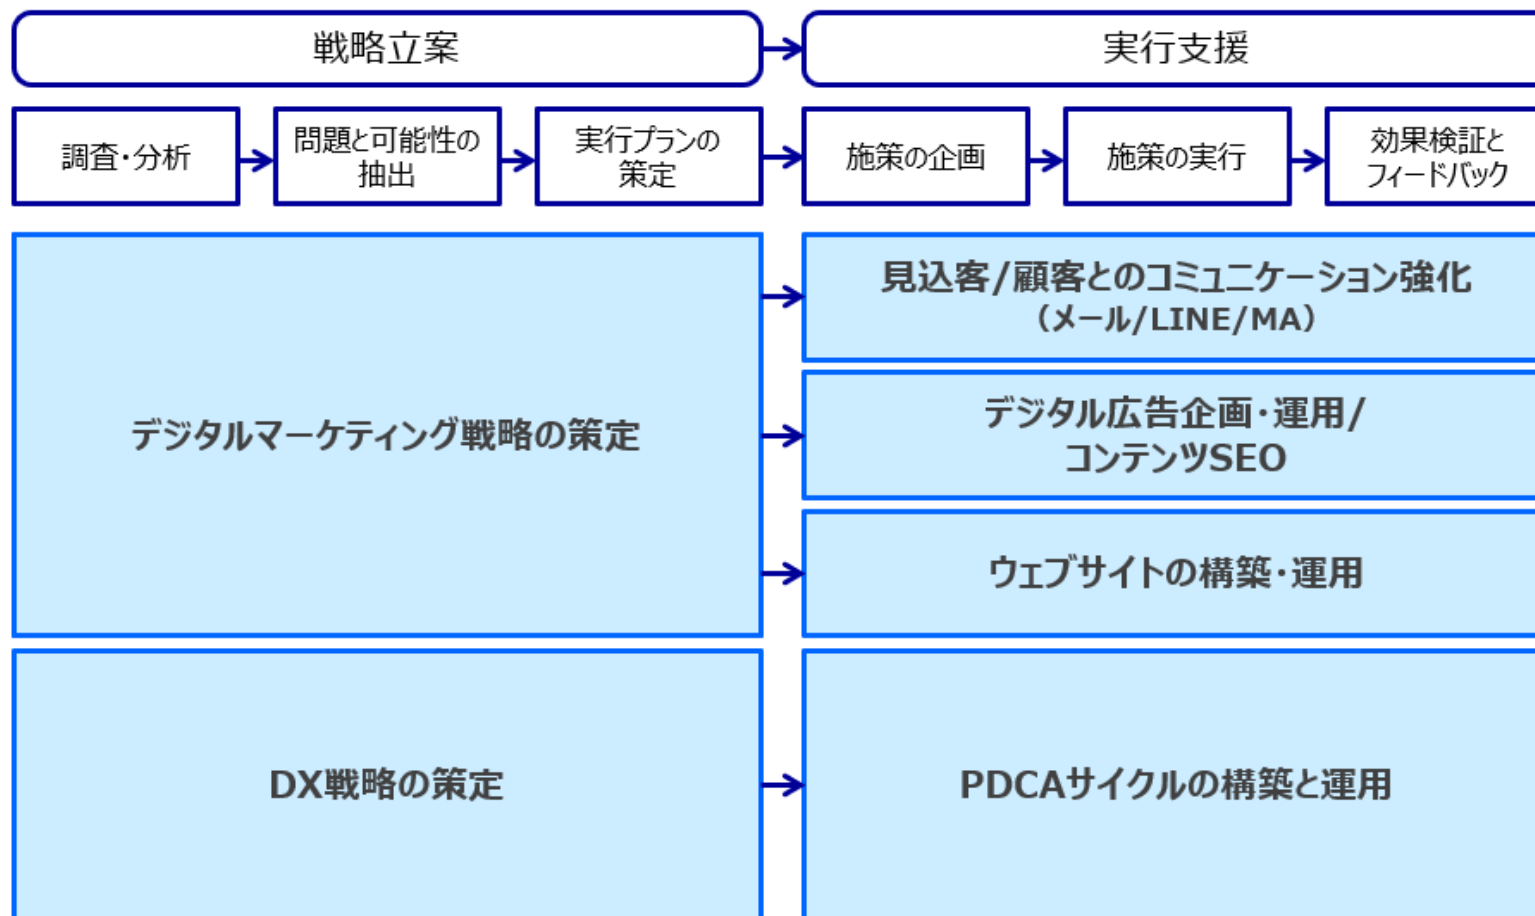 戦略立案
実行支援
調査・分析
問題と可能性の
抽出
実行プランの
策定
施策の企画
施策の実行
効果検証と
フィードバック
デジタルマーケティング戦略の策定
見込客/顧客とのコミュニケーション強化
（メール/LINE/MA）
デジタル広告企画・運用/
コンテンツSEO
ウェブサイトの構築・運用
DX戦略の策定
PDCAサイクルの構築と運用